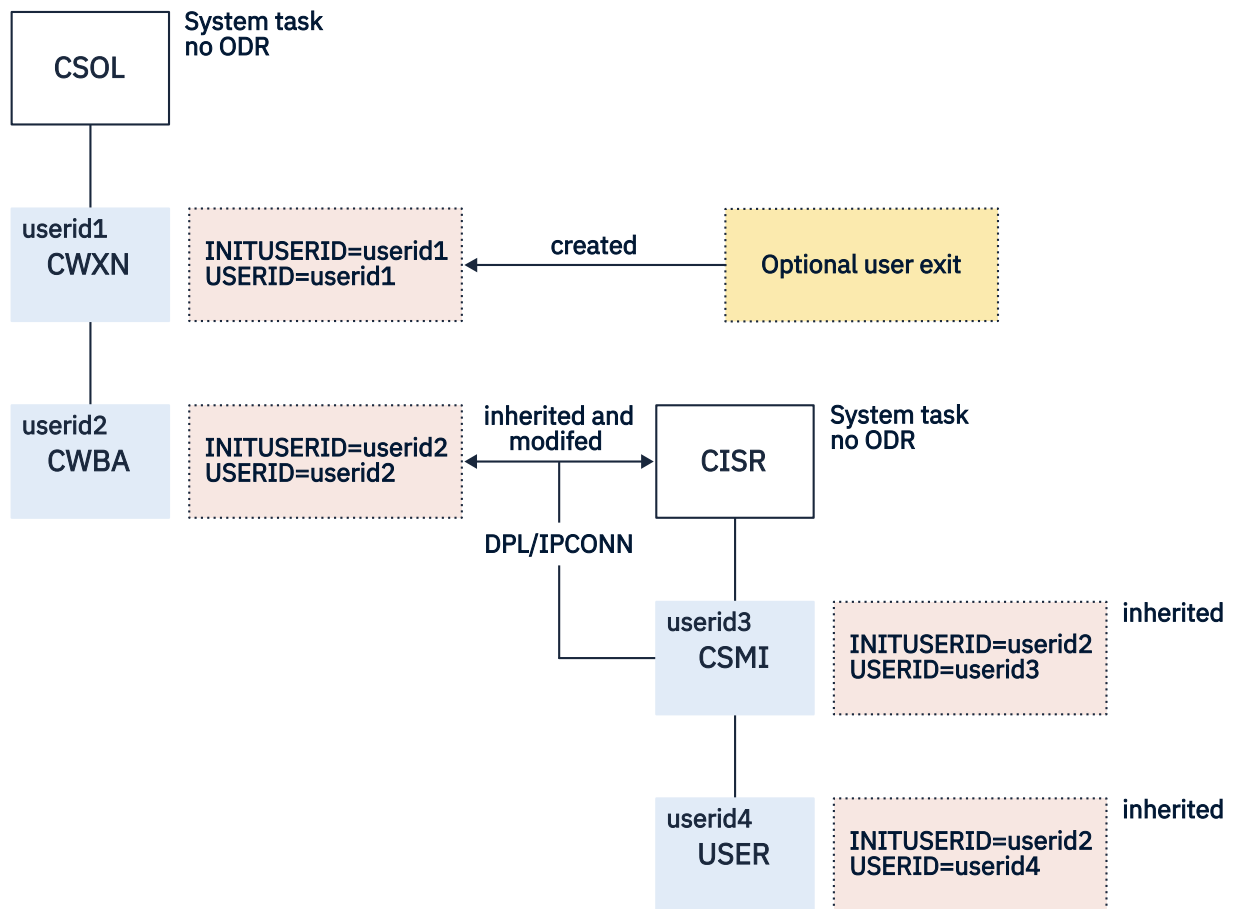 System task
no ODR
CSOL
userid1
CWXN
INITUSERID=userid1
USERID=userid1
created
Optional user exit
userid2
CWBA
INITUSERID=userid2
USERID=userid2
inherited and
modifed
CISR
System task
no ODR
DPL/IPCONN
userid3
CSMI
INITUSERID=userid2
USERID=userid3
inherited
userid4
USER
INITUSERID=userid2
USERID=userid4
inherited